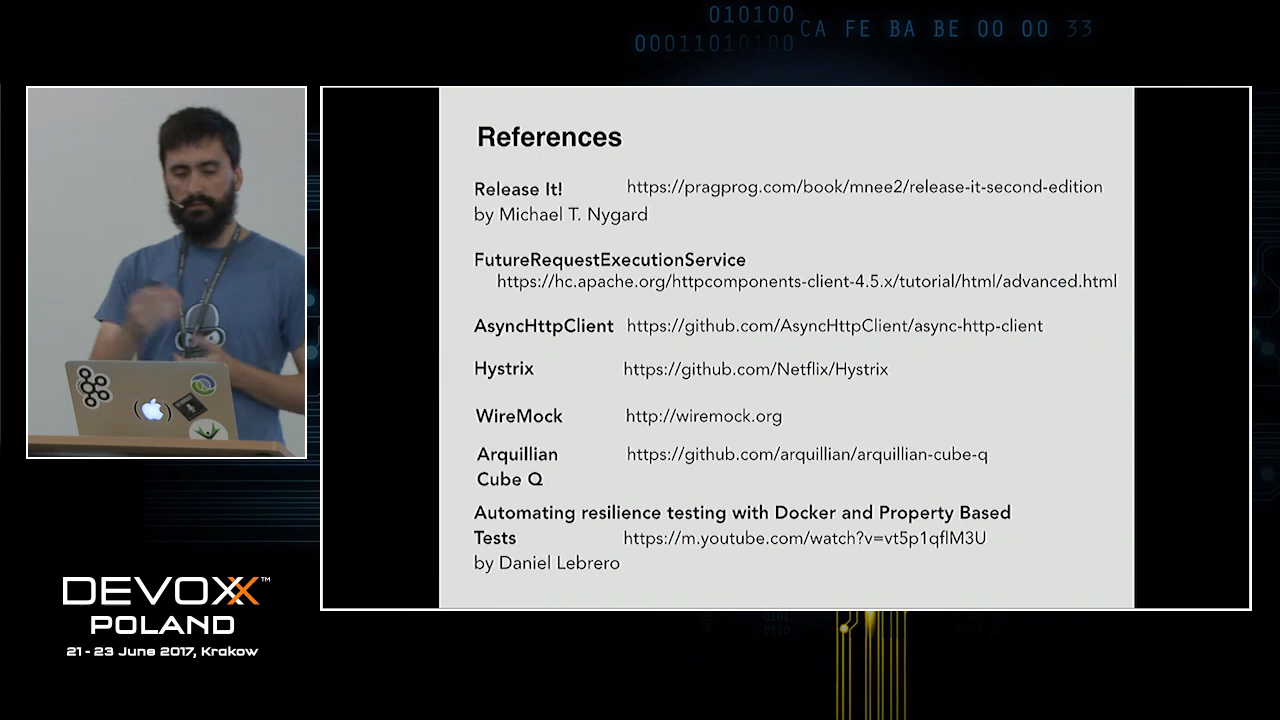 010100
00011010100
CA FE BA BE 00 00 33
References
Release It! https://pragprog.com/book/mnee2/release-it-second-edition
by Michael T. Nygard
FutureRequestExecutionService
https://hc.apache.org/httpcomponents-client-4.5.x/tutorial/html/advanced.html
AsyncHttpClient https://github.com/AsyncHttpClient/async-http-client
Hystrix https://github.com/Netflix/Hystrix
WireMock http://wiremock.org
Arquillian https://github.com/arquillian/arquillian-cube-q
Cube Q
Automating resilience testing with Docker and Property Based
Tests https://m.youtube.com/watch?v=vt5p1qflM3U
by Daniel Lebrero
DEVOXX™
POLAND
21 - 23 June 2017, Krakow